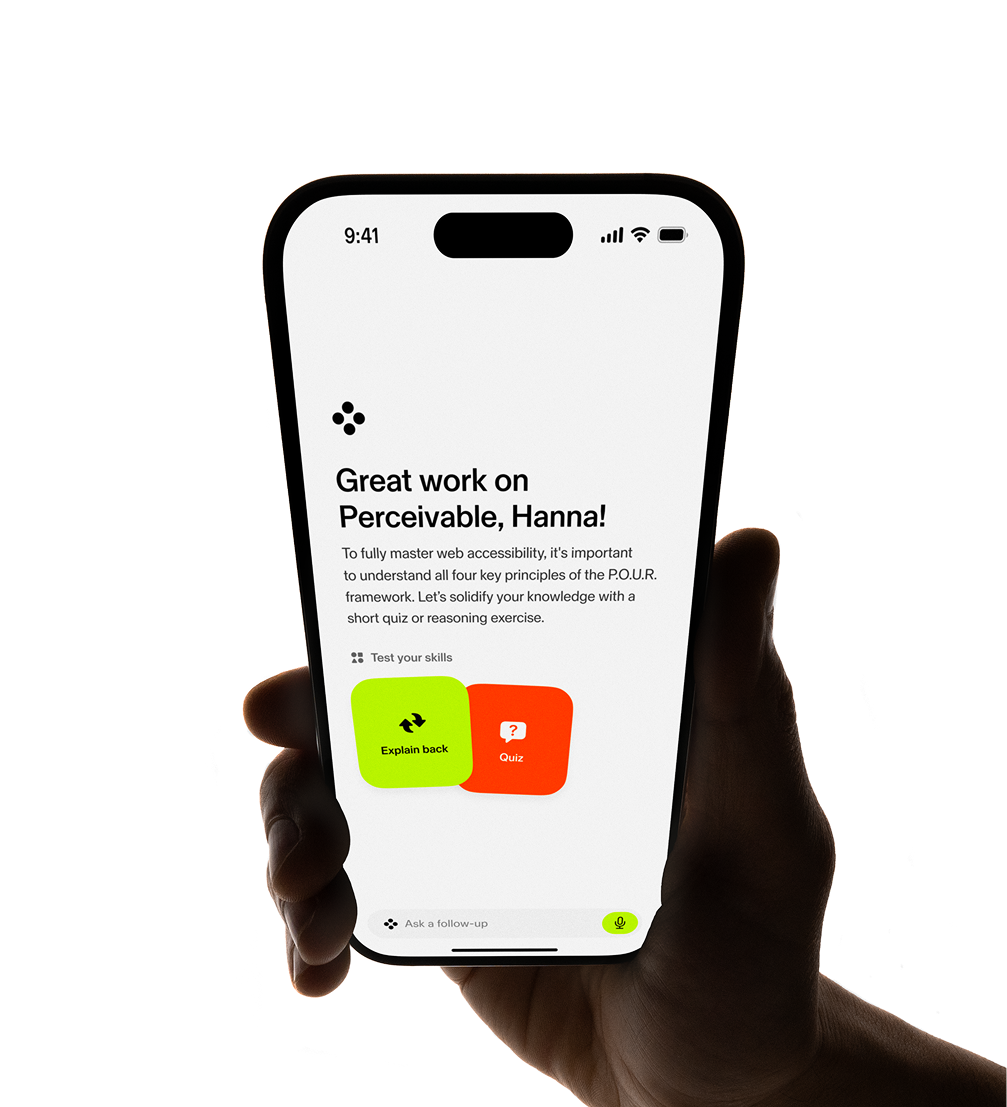 9:41
Great work on
Perceivable, Hanna!
To fully master web accessibility, it's important
to understand all four key principles of the P.O.U.R.
framework. Let's solidify your knowledge with a
short quiz or reasoning exercise.
Test your skills
Explain back
?
Quiz
Ask a follow-up